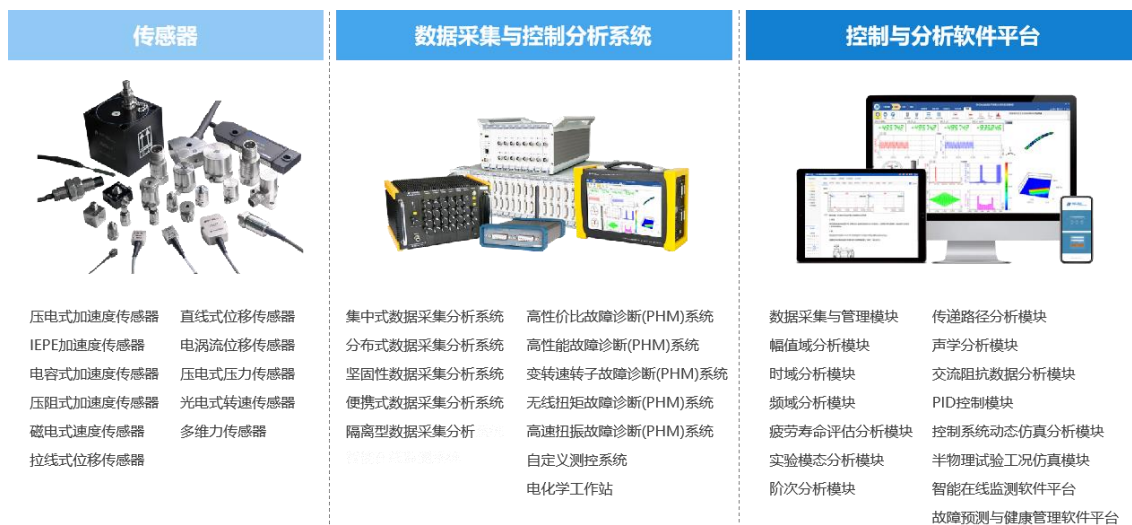 传感器
压电式加速度传感器
IEPE加速度传感器
电容式加速度传感器
压阻式加速度传感器
磁电式速度传感器
拉线式位移传感器
直线式位移传感器
电涡流位移传感器
压电式压力传感器
光电式转速传感器
多维力传感器
数据采集与控制分析系统
集中式数据采集分析系统
分布式数据采集分析系统
坚固性数据采集分析系统
便携式数据采集分析系统
隔离型数据采集分析
高性价比故障诊断(PHM)系统
高性能故障诊断(PHM)系统
变转速转子故障诊断(PHM)系统
无线扭矩故障诊断(PHM)系统
高速扭振故障诊断(PHM)系统
自定义测控系统
电化学工作站
控制与分析软件平台
数据采集与管理模块
幅值域分析模块
时域分析模块
频域分析模块
疲劳寿命评估分析模块
实验模态分析模块
阶次分析模块
传递路径分析模块
声学分析模块
交流阻抗数据分析模块
PID控制模块
控制系统动态仿真分析模块
半物理试验工况仿真模块
智能在线监测软件平台
故障预测与健康管理软件平台